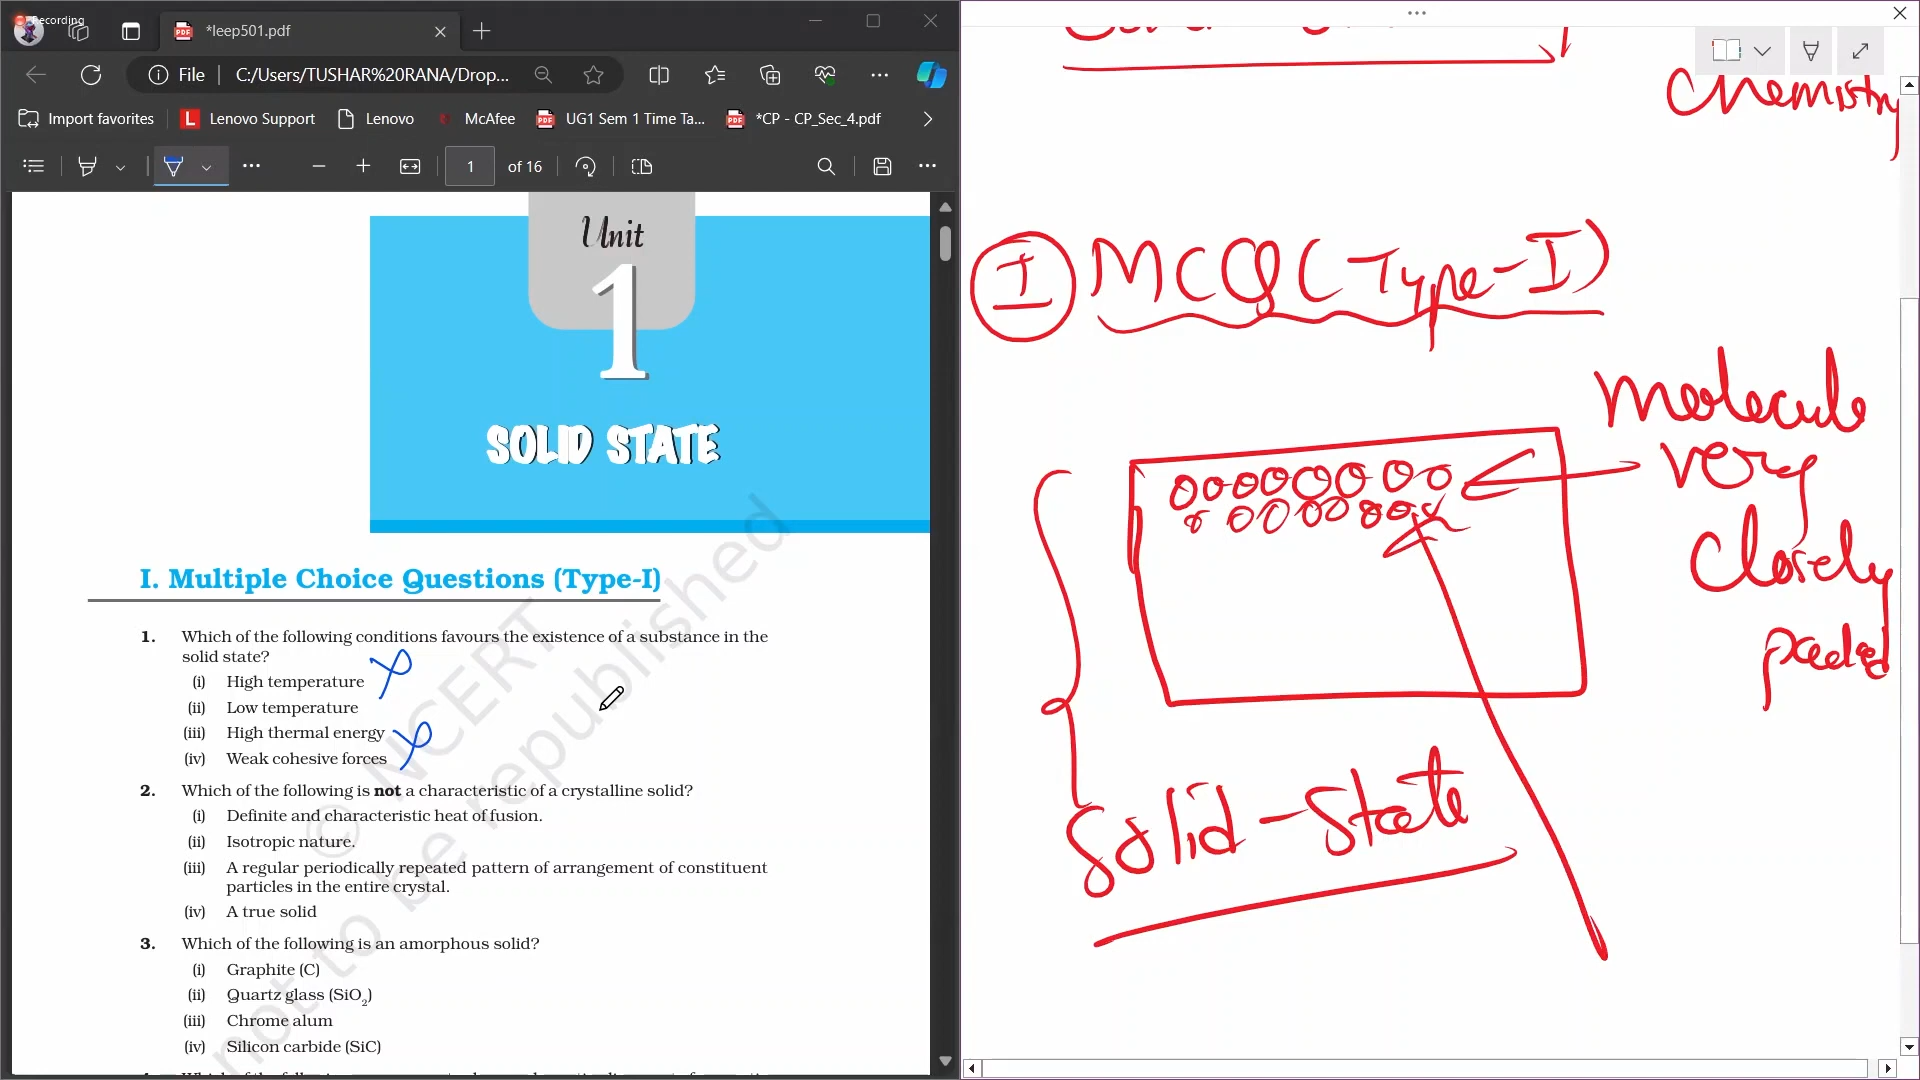 Recording
*leep501.pdf
File
C:/Users/TUSHAR%20RANA/Drop...
Import favorites
Lenovo Support
Lenovo
McAfee
UG1 Sem 1 Time Ta...
*CP - CP_Sec_4.pdf
1 of 16
Unit
1
SOLID STATE
I. Multiple Choice Questions (Type-I)
1. Which of the following conditions favours the existence of a substance in the
solid state?
(i) High temperature
(ii) Low temperature
(iii) High thermal energy
(iv) Weak cohesive forces
2. Which of the following is not a characteristic of a crystalline solid?
(i) Definite and characteristic heat of fusion.
(ii) Isotropic nature.
(iii) A regular periodically repeated pattern of arrangement of constituent
particles in the entire crystal.
(iv) A true solid
3. Which of the following is an amorphous solid?
(i) Graphite (C)
(ii) Quartz glass (SiO2)
(iii) Chrome alum
(iv) Silicon carbide (SiC)
© NCERT
not to be republished
Chemistry
I MCQ (Type-I)
molecule
very
closely
packed
Solid-State